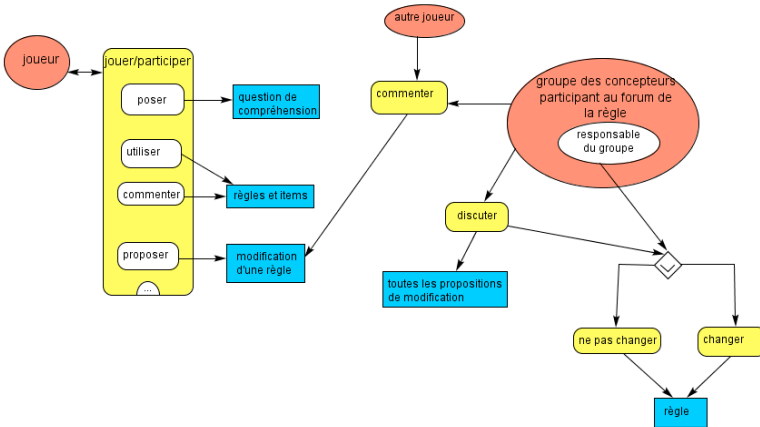 joueur
jouer/participer
poser
question de
compréhension
utiliser
commenter
règles et items
proposer
modification
d'une règle
...
autre joueur
commenter
groupe des concepteurs
participant au forum de
la règle
responsable
du groupe
discuter
toutes les propositions
de modification
ne pas changer
changer
règle